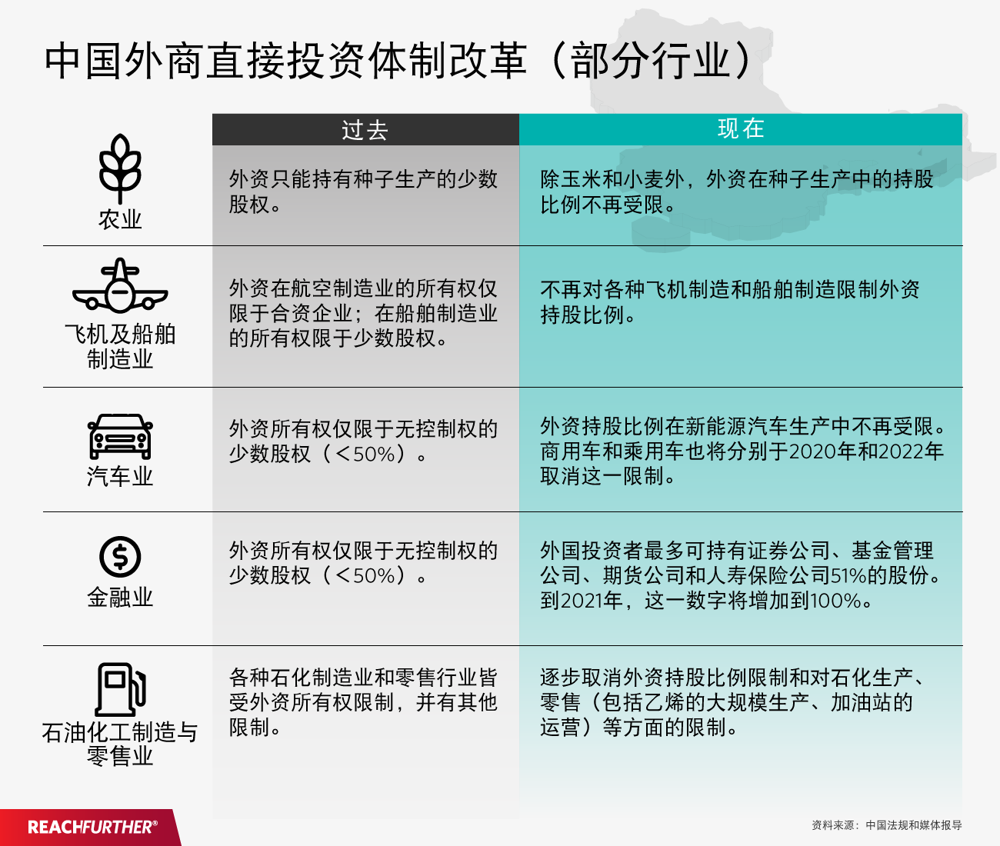 中国外商直接投资体制改革（部分行业）
过去
现在
农业
外资只能持有种子生产的少数
股权。
除玉米和小麦外，外资在种子生产中的持股
比例不再受限。
飞机及船舶
制造业
外资在航空制造业的所有权仅
限于合资企业；在船舶制造业
的所有权限于少数股权。
不再对各种飞机制造和船舶制造限制外资
持股比例。
汽车业
外资所有权仅限于无控制权的
少数股权（＜50%）。
外资持股比例在新能源汽车生产中不再受限。
商用车和乘用车也将分别于2020年和2022年
取消这一限制。
金融业
外资所有权仅限于无控制权的
少数股权（＜50%）。
外国投资者最多可持有证券公司、基金管理
公司、期货公司和人寿保险公司51%的股份。
到2021年，这一数字将增加到100%。
石油化工制造与
零售业
各种石化制造业和零售行业皆
受外资所有权限制，并有其他
限制。
逐步取消外资持股比例限制和对石化生产、
零售（包括乙烯的大规模生产、加油站的
运营）等方面的限制。
REACHFURTHER®
资料来源：中国法规和媒体报导